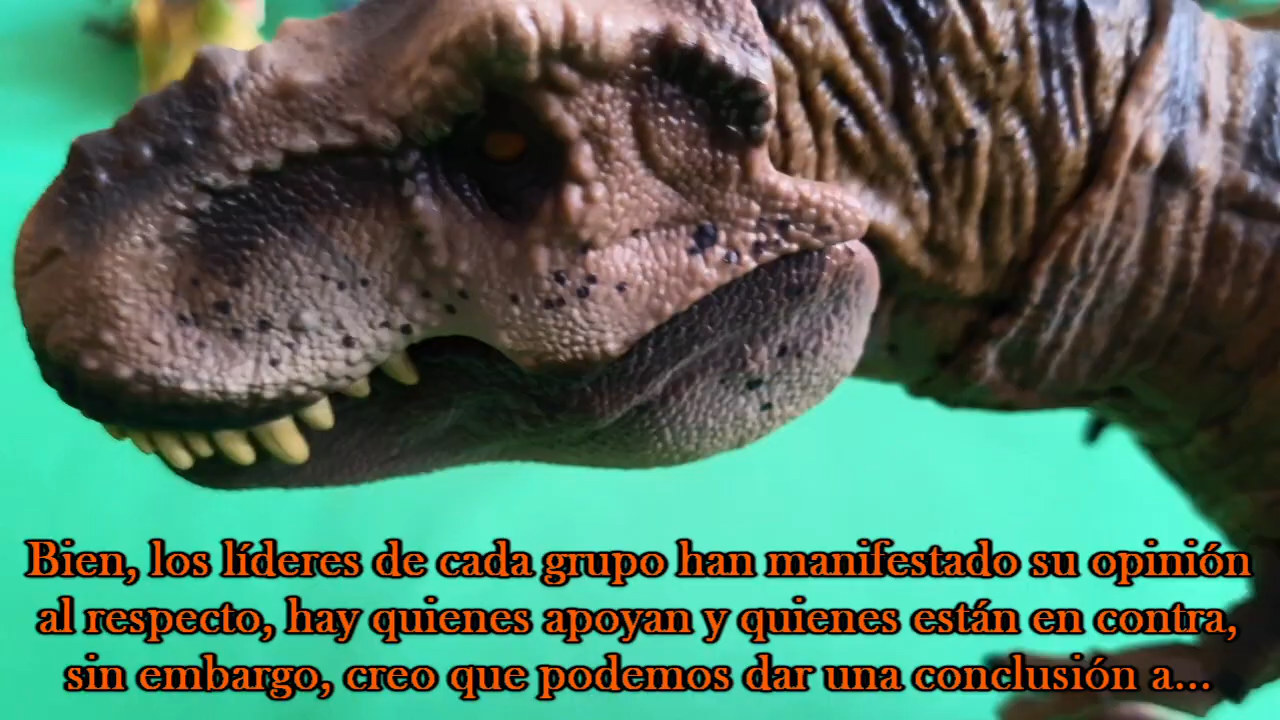 Bien, los líderes de cada grupo han manifestado su opinión
al respecto, hay quienes apoyan y quienes están en contra,
sin embargo, creo que podemos dar una conclusión a...